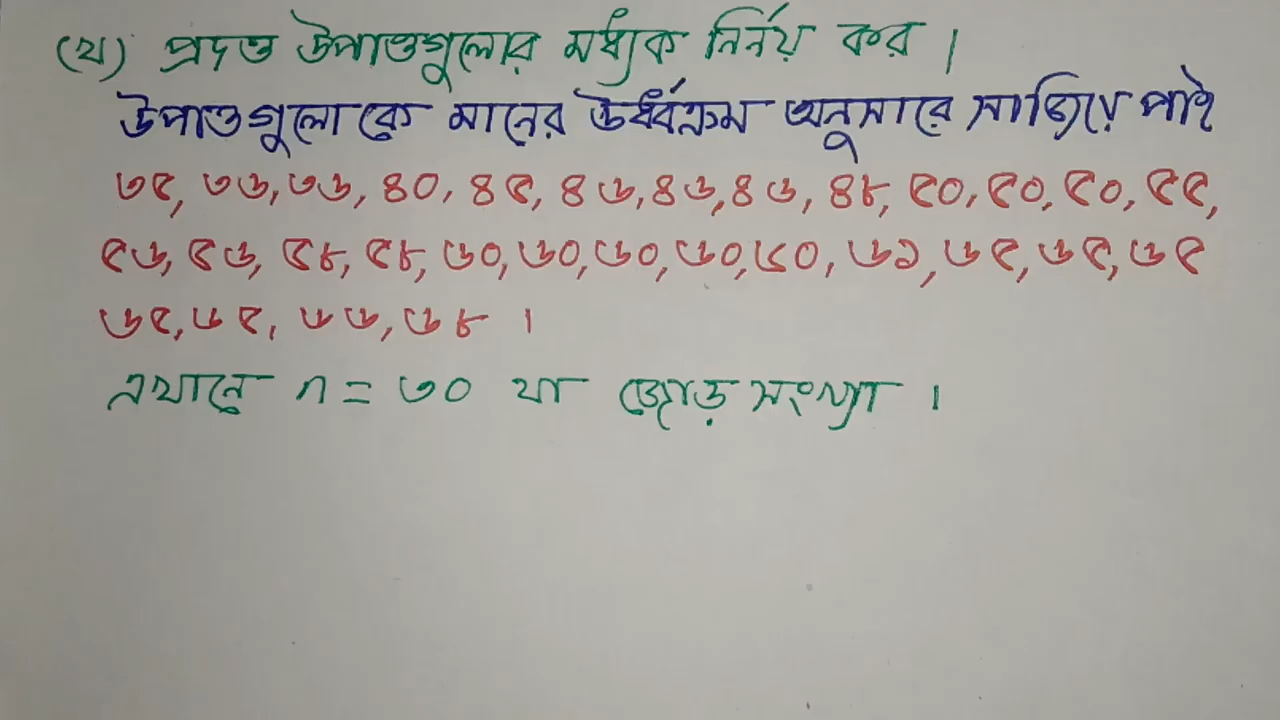 (খ) প্রদত্ত উপাত্তগুলোর মধ্যক নির্নয় কর ।
উপাত্তগুলোকে মানের ঊর্ধ্বক্রম অনুসারে সাজিয়ে পাই
৩৫, ৩৬, ৩৬, ৪০, ৪৫, ৪৬, ৪৬, ৪৬, ৪৮, ৫০, ৫০, ৫০, ৫৫,
৫৬, ৫৬, ৫৮, ৫৮, ৬০, ৬০, ৬০, ৬০, ৬০, ৬১, ৬৫, ৬৫, ৬৫
৬৫, ৬৫, ৬৬, ৬৮ ।
এখানে n = ৩০ যা জোড় সংখ্যা ।